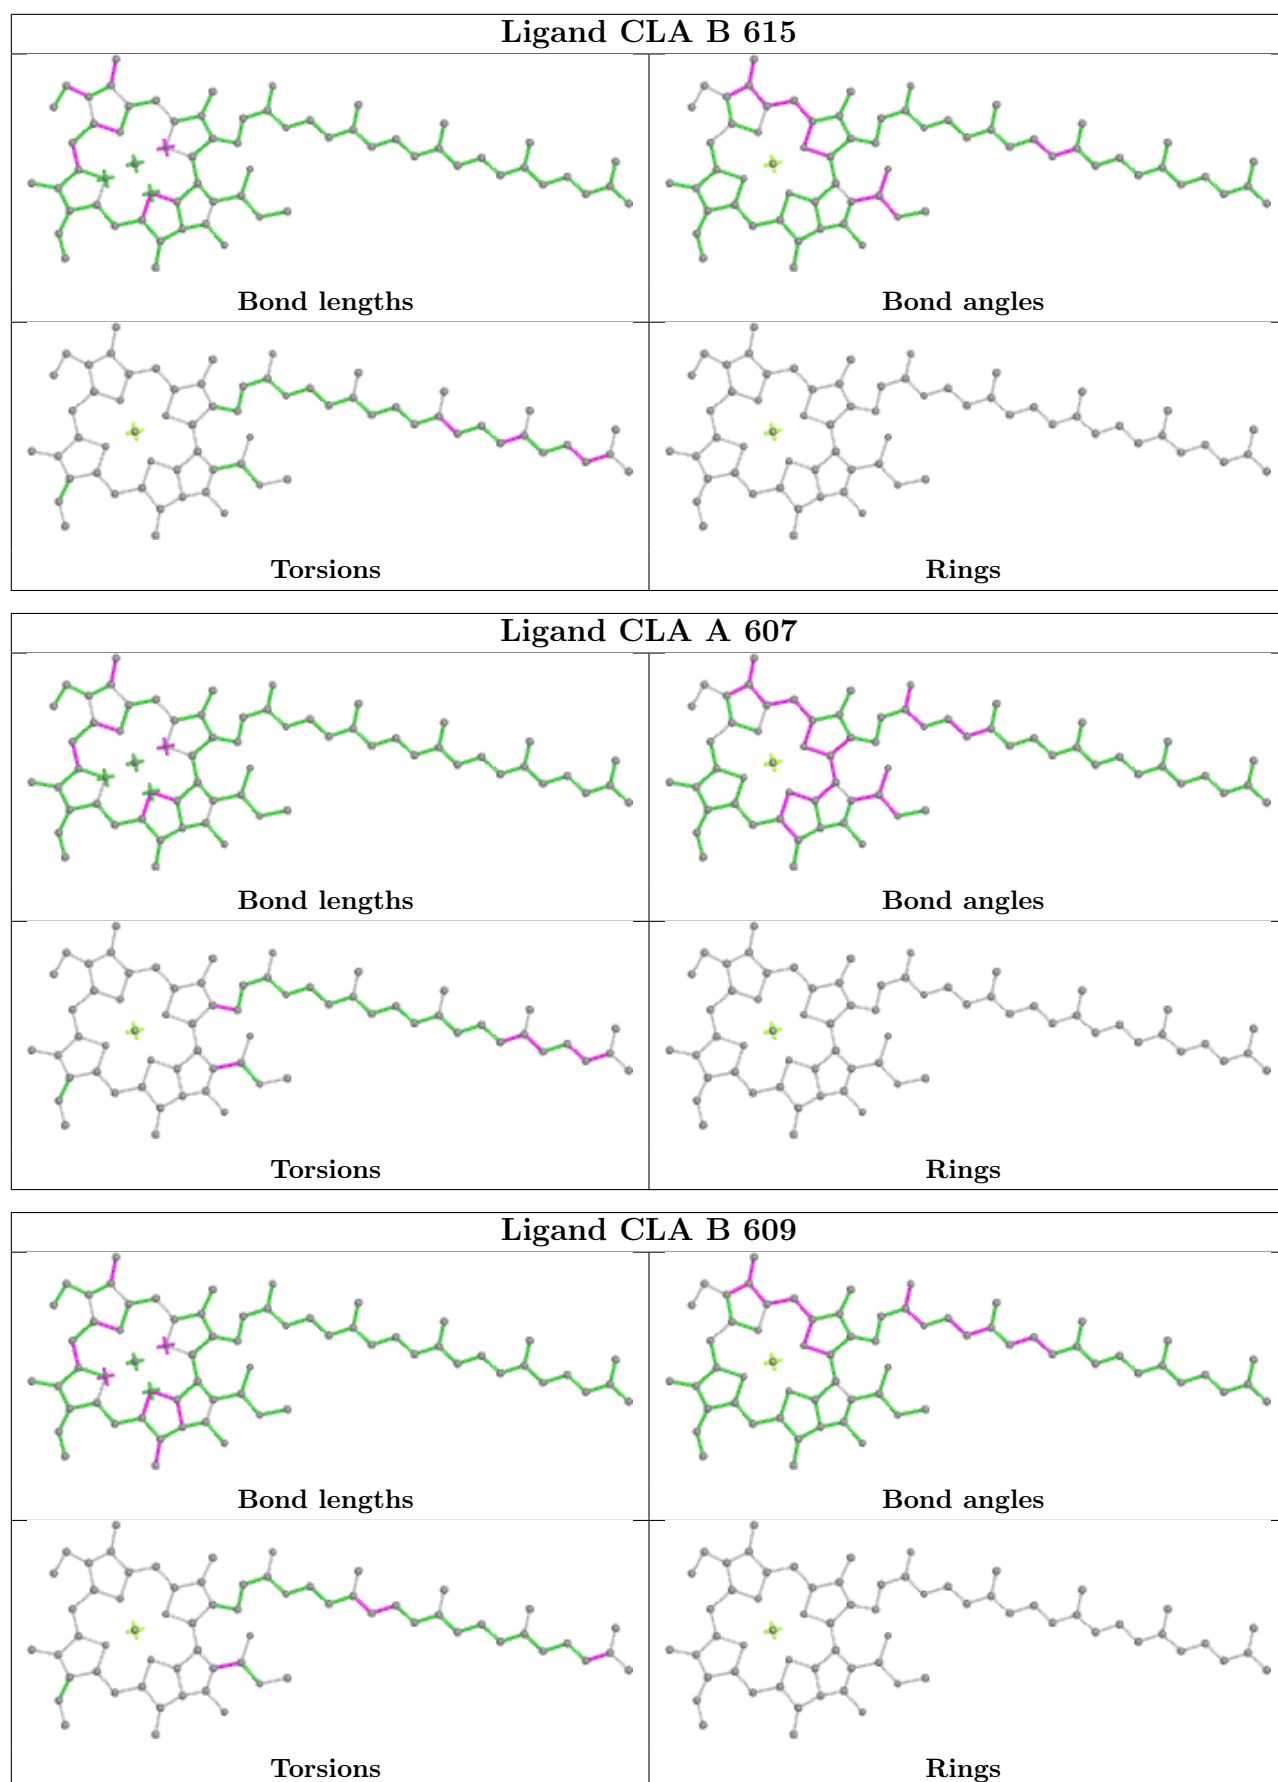 Ligand CLA B 615
Bond lengths
Bond angles
Torsions
Rings
Ligand CLA A 607
Bond lengths
Bond angles
Torsions
Rings
Ligand CLA B 609
Bond lengths
Bond angles
Torsions
Rings